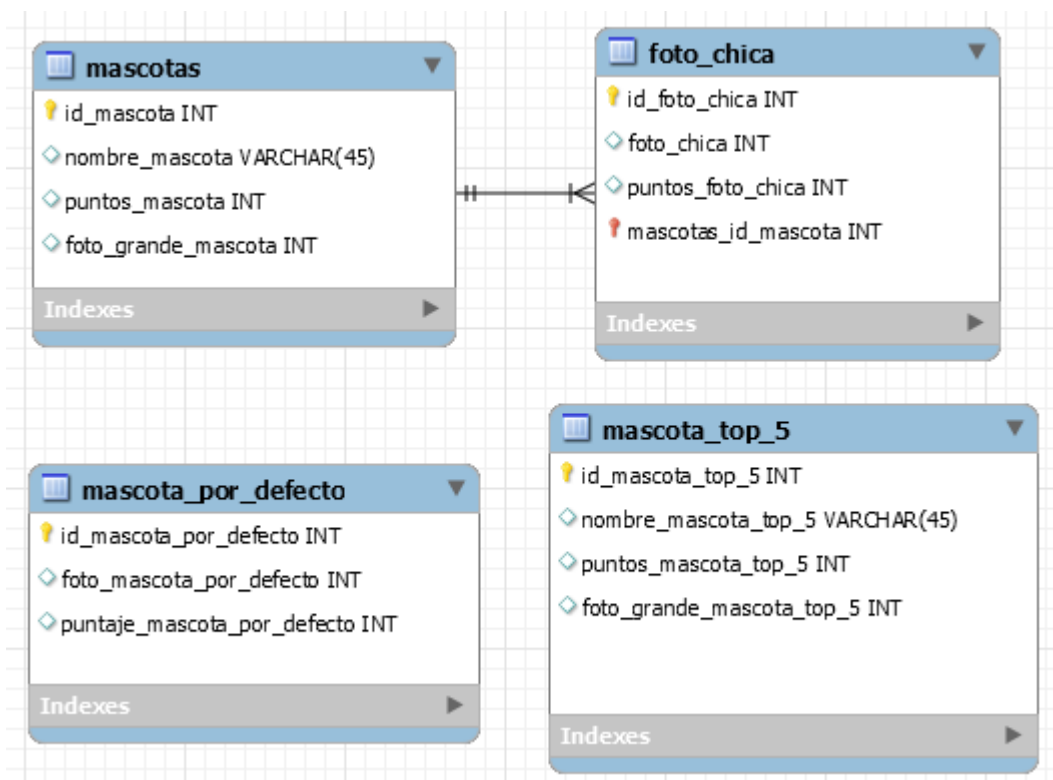 mascotas
id_mascota INT
nombre_mascota VARCHAR(45)
puntos_mascota INT
foto_grande_mascota INT
Indexes
foto_chica
id_foto_chica INT
foto_chica INT
puntos_foto_chica INT
mascotas_id_mascota INT
Indexes
mascota_por_defecto
id_mascota_por_defecto INT
foto_mascota_por_defecto INT
puntaje_mascota_por_defecto INT
Indexes
mascota_top_5
id_mascota_top_5 INT
nombre_mascota_top_5 VARCHAR(45)
puntos_mascota_top_5 INT
foto_grande_mascota_top_5 INT
Indexes